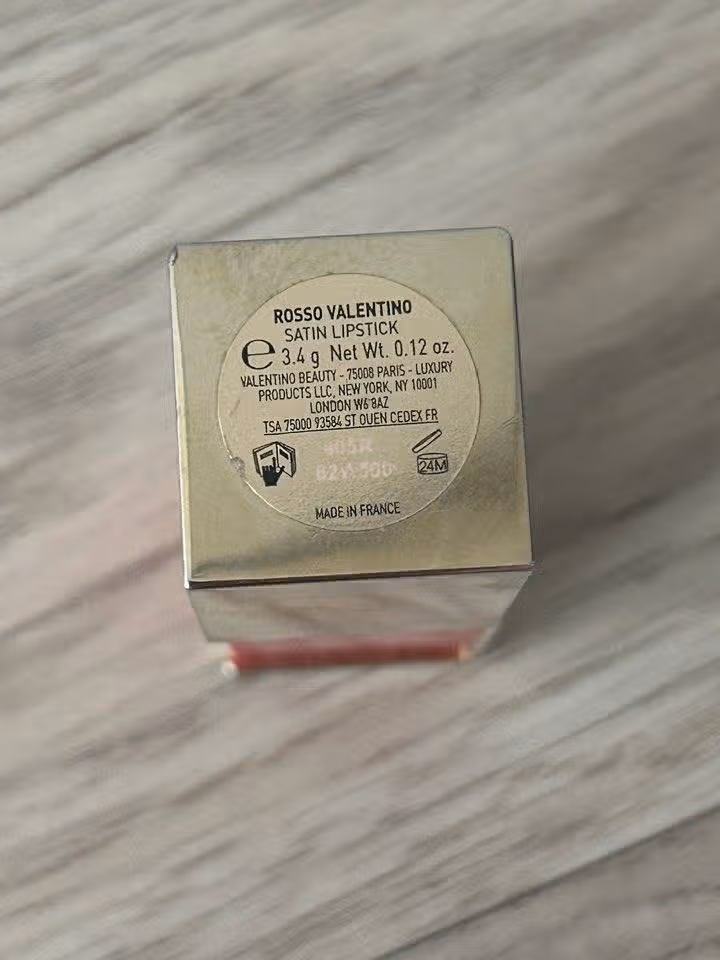 ROSSO VALENTINO
SATIN LIPSTICK
℮ 3.4 g Net Wt. 0.12 oz.
VALENTINO BEAUTY - 75008 PARIS - LUXURY
PRODUCTS LLC, NEW YORK, NY 10001
LONDON W6 8AZ
TSA 75000 93584 ST OUEN CEDEX FR
24M
MADE IN FRANCE